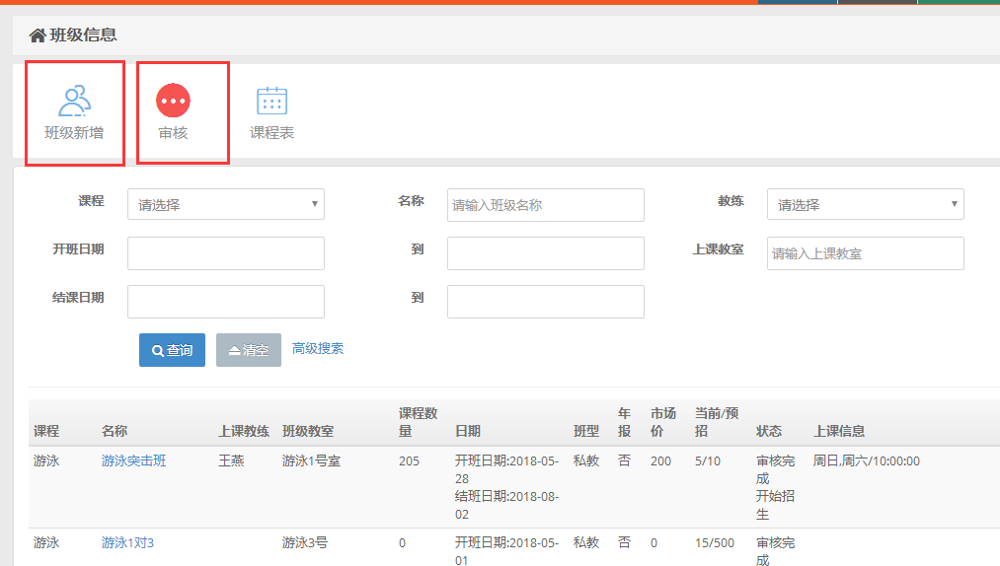 班级信息
班级新增 审核 课程表
课程 请选择 名称 请输入班级名称 教练 请选择
开班日期 到 上课教室 请输入上课教室
结课日期 到
查询 清空 高级搜索
课程 名称 上课教练 班级教室 课程数量 日期 班型 年报 市场价 当前/预招 状态 上课信息
游泳 游泳突击班 王燕 游泳1号室 205 开班日期:2018-05-28 私教 否 200 5/10 审核完成 周日,周六/10:00:00
结班日期:2018-08-02 开始招生
游泳 游泳1对3 游泳3号 0 开班日期:2018-05-01 私教 否 0 15/500 审核完成